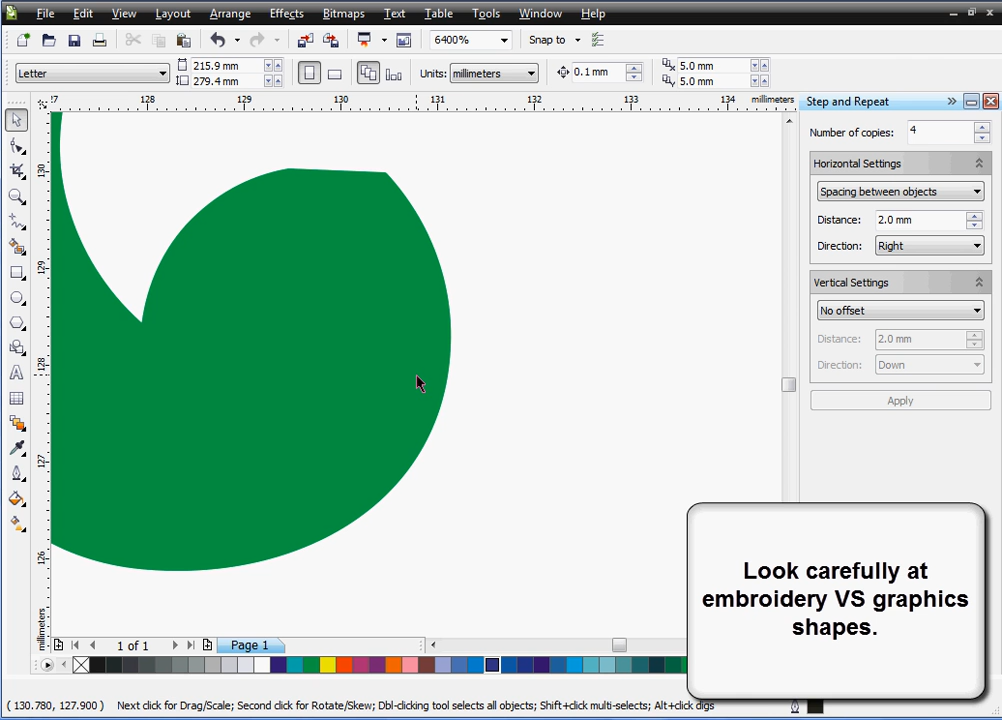 File Edit View Layout Arrange Effects Bitmaps Text Table Tools Window Help
6400% Snap to
Letter 215.9 mm 279.4 mm Units: millimeters 0.1 mm 5.0 mm 5.0 mm
128 129 130 131 132 133 134 millimeters
Step and Repeat
Number of copies: 4
Horizontal Settings
Spacing between objects
Distance: 2.0 mm
Direction: Right
Vertical Settings
No offset
Distance: 2.0 mm
Direction: Down
Apply
130
129
128
127
126
millimeters
Look carefully at
embroidery VS graphics
shapes.
1 of 1 Page 1
( 130.780, 127.900 ) Next click for Drag/Scale; Second click for Rotate/Skew; Dbl-clicking tool selects all objects; Shift+click multi-selects; Alt+click digs